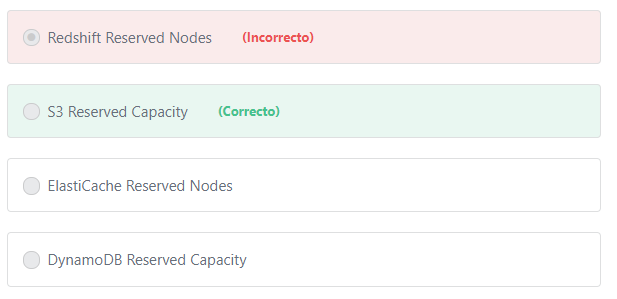 Redshift Reserved Nodes (Incorrecto)
S3 Reserved Capacity (Correcto)
ElastiCache Reserved Nodes
DynamoDB Reserved Capacity